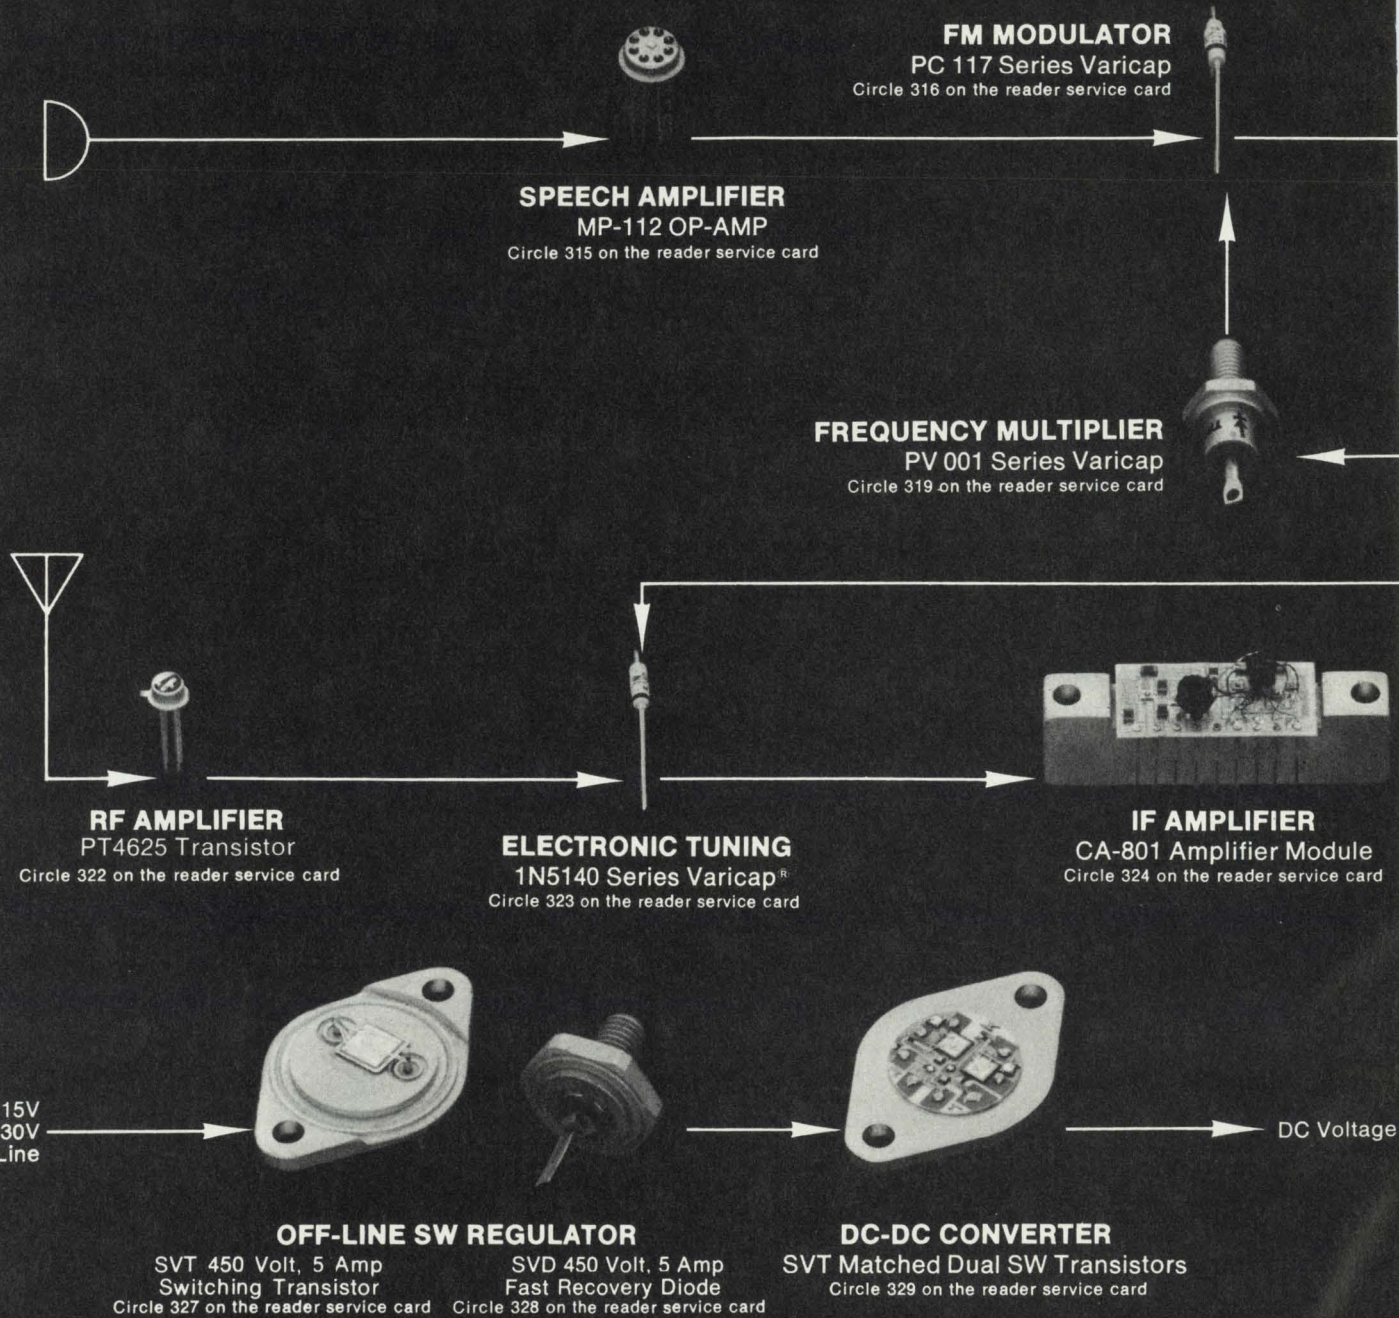 FM MODULATOR
PC 117 Series Varicap
Circle 316 on the reader service card
SPEECH AMPLIFIER
MP-112 OP-AMP
Circle 315 on the reader service card
FREQUENCY MULTIPLIER
PV 001 Series Varicap
Circle 319 on the reader service card
RF AMPLIFIER
PT4625 Transistor
Circle 322 on the reader service card
ELECTRONIC TUNING
1N5140 Series Varicap®
Circle 323 on the reader service card
IF AMPLIFIER
CA-801 Amplifier Module
Circle 324 on the reader service card
15V
30V
Line
DC Voltage
OFF-LINE SW REGULATOR
SVT 450 Volt, 5 Amp
Switching Transistor
Circle 327 on the reader service card
SVD 450 Volt, 5 Amp
Fast Recovery Diode
Circle 328 on the reader service card
DC-DC CONVERTER
SVT Matched Dual SW Transistors
Circle 329 on the reader service card